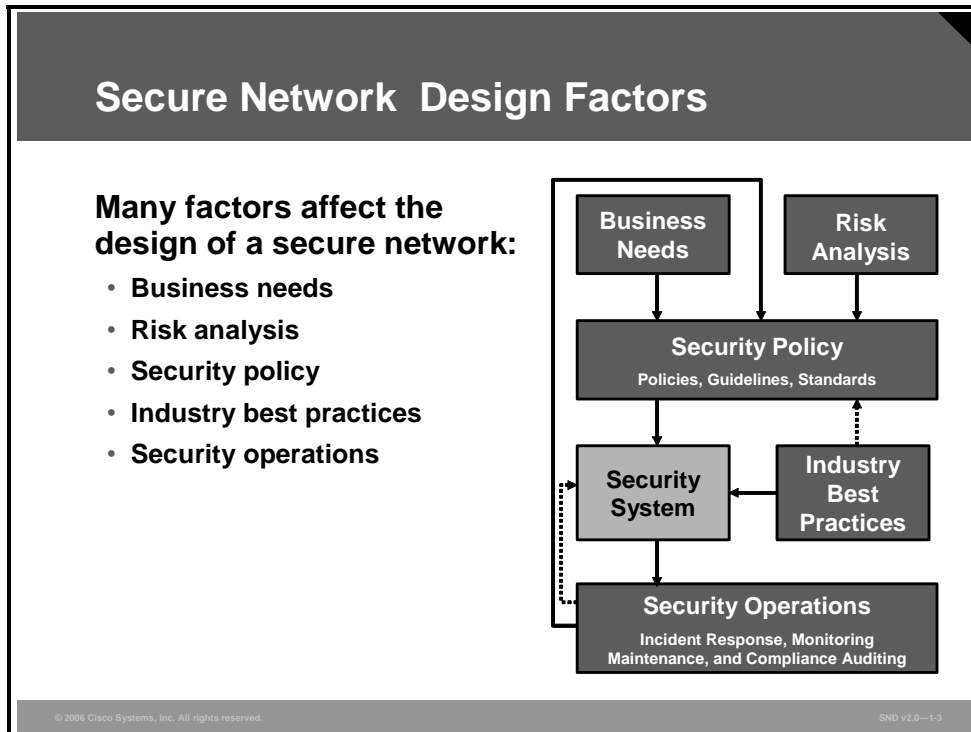 Secure Network Design Factors
Many factors affect the
design of a secure network:
• Business needs
• Risk analysis
• Security policy
• Industry best practices
• Security operations
Business
Needs
Risk
Analysis
Security Policy
Policies, Guidelines, Standards
Security
System
Industry
Best
Practices
Security Operations
Incident Response, Monitoring
Maintenance, and Compliance Auditing
© 2006 Cisco Systems, Inc. All rights reserved.
SND v2.0—1-3